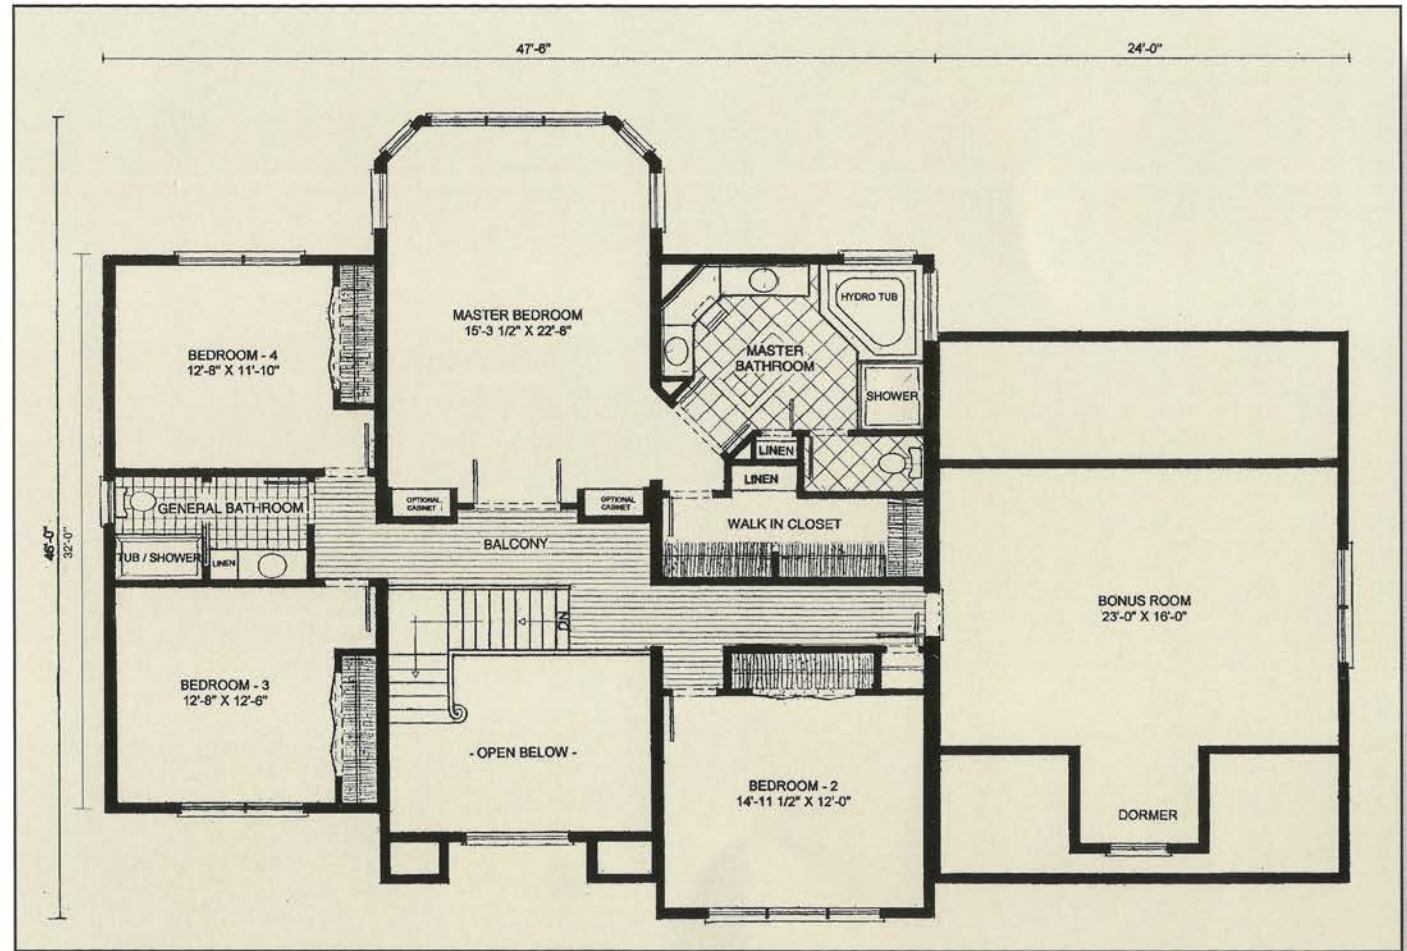 47'-6"
24'-0"
46'-0"
32'-0"
MASTER BEDROOM
15'-3 1/2" X 22'-8"
HYDRO TUB
BEDROOM - 4
12'-8" X 11'-10"
MASTER
BATHROOM
SHOWER
LINEN
LINEN
OPTIONAL
CABINET
OPTIONAL
CABINET
GENERAL BATHROOM
WALK IN CLOSET
BALCONY
TUB / SHOWER
LINEN
DN
BONUS ROOM
23'-0" X 16'-0"
BEDROOM - 3
12'-8" X 12'-6"
- OPEN BELOW -
BEDROOM - 2
14'-11 1/2" X 12'-0"
DORMER